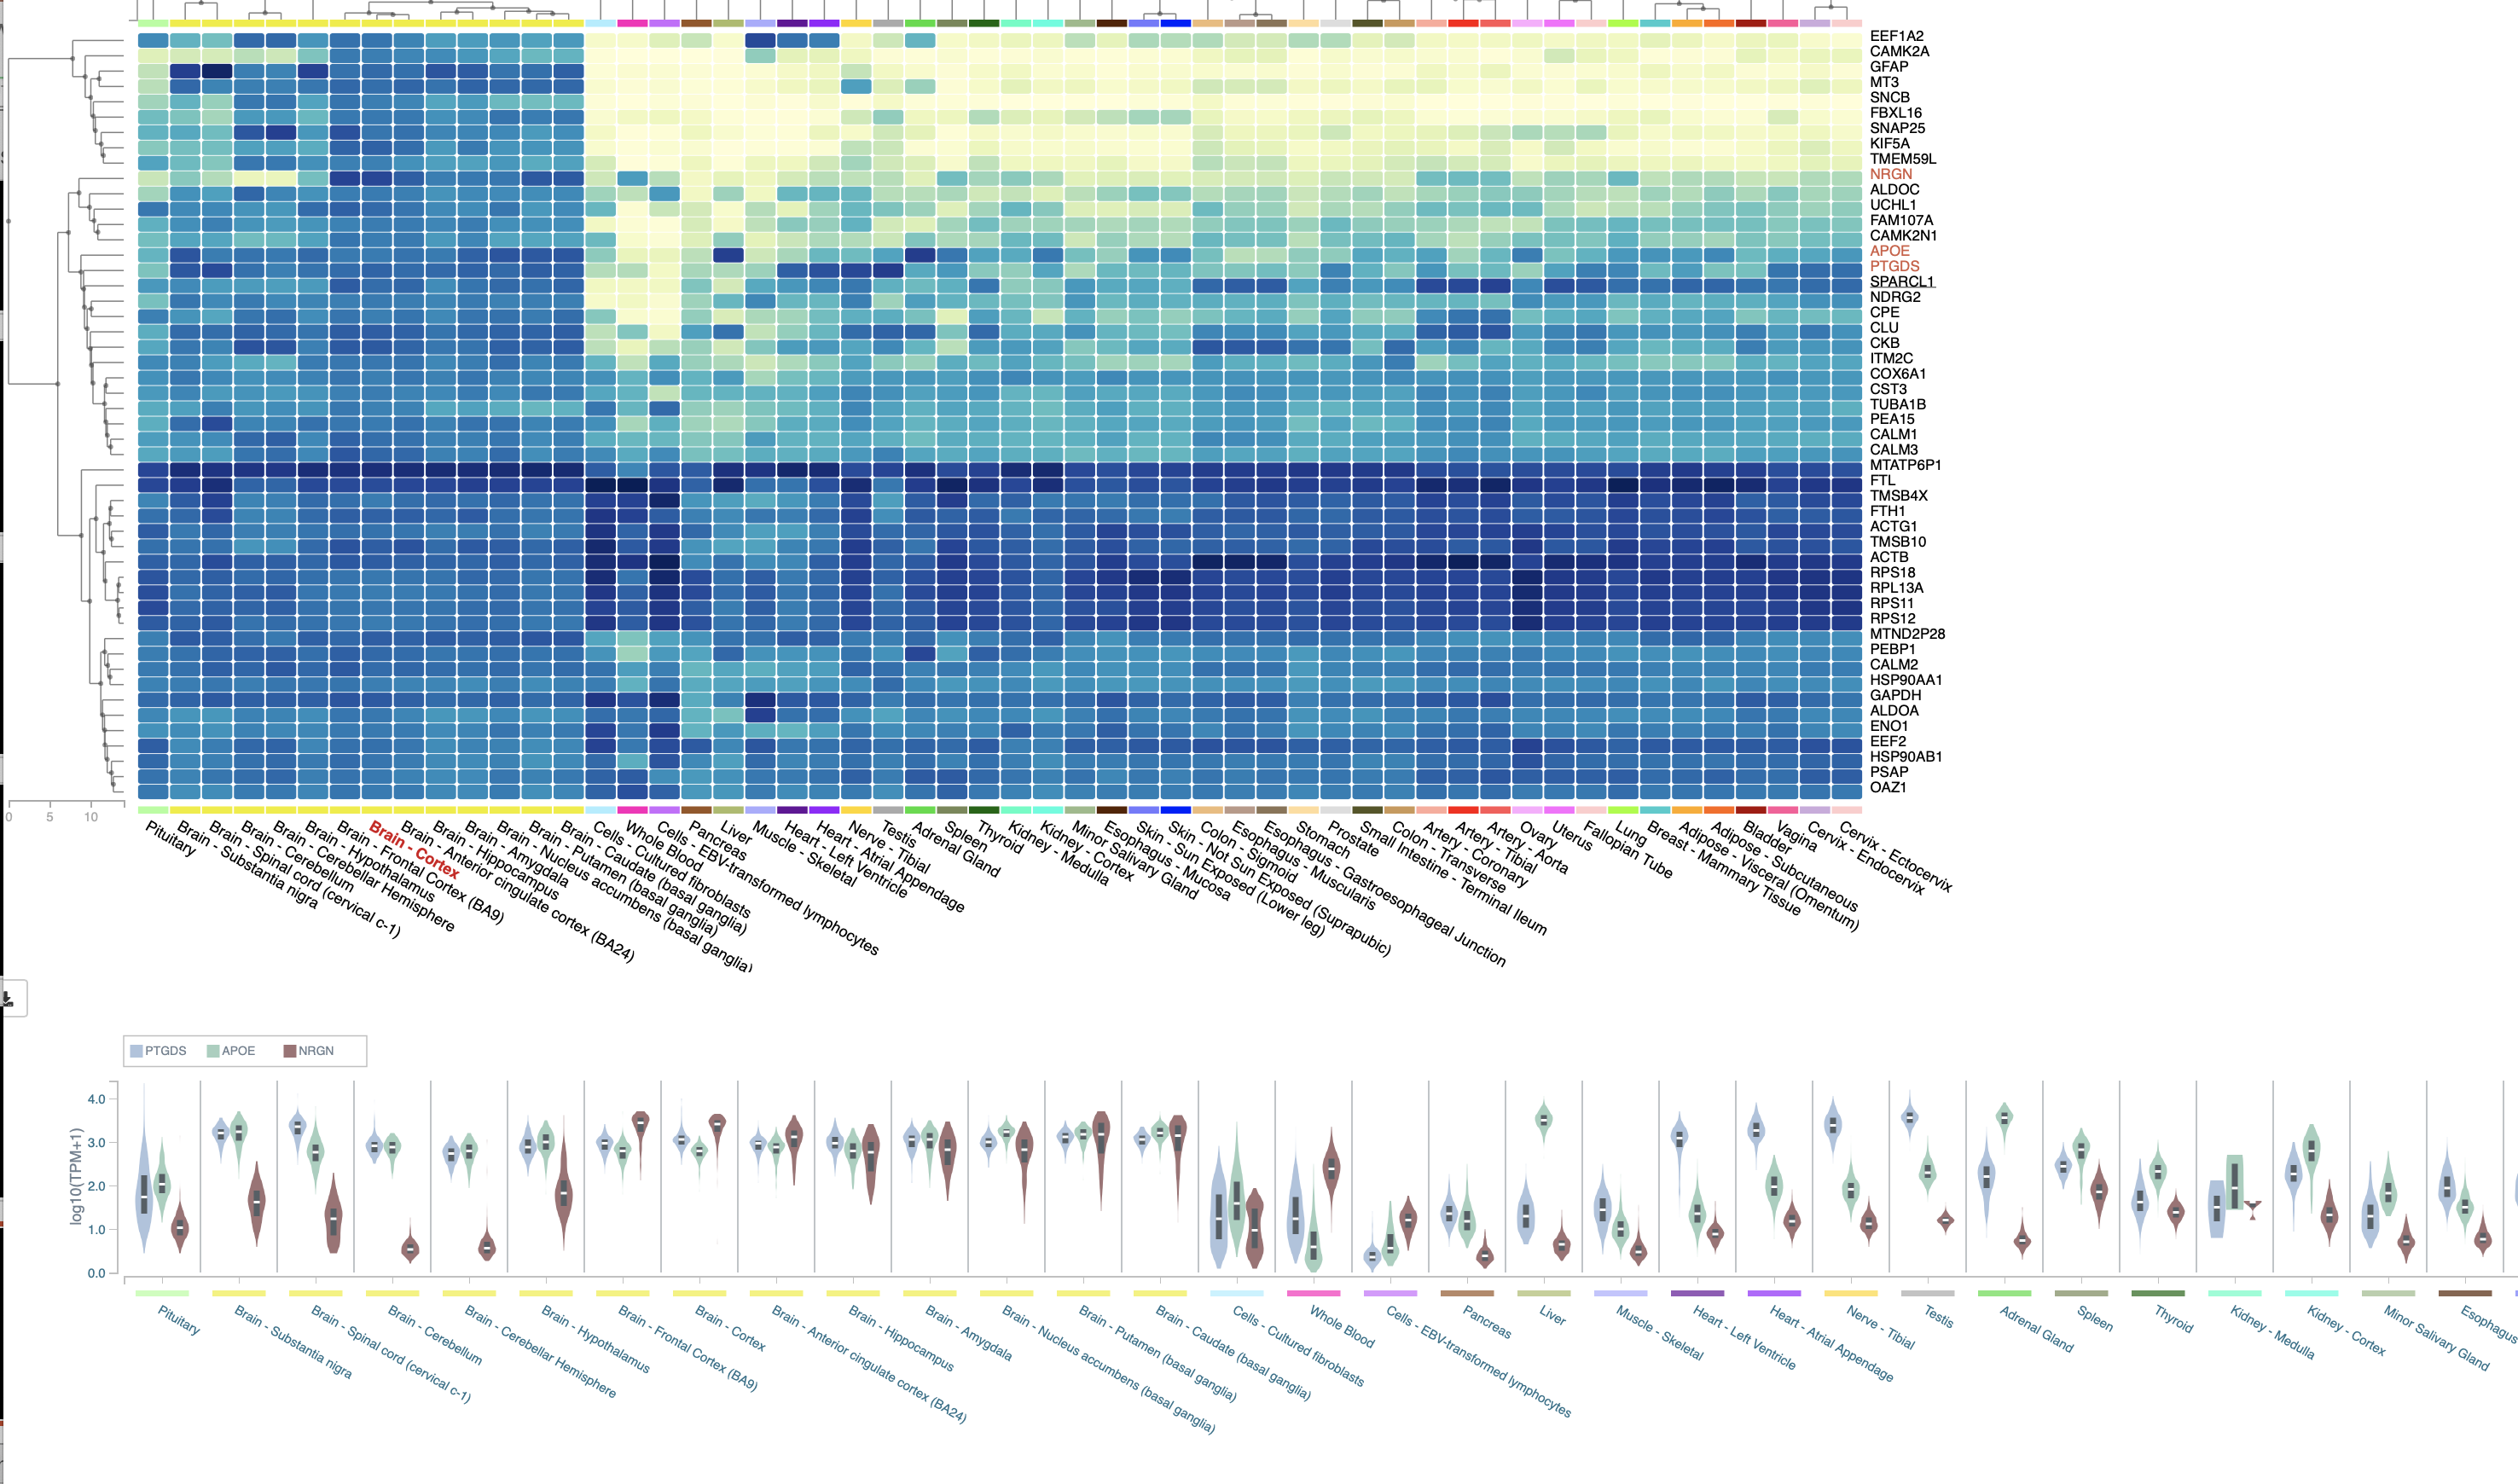 EEF1A2
CAMK2A
GFAP
MT3
SNCB
FBXL16
SNAP25
KIF5A
TMEM59L
NRGN
ALDOC
UCHL1
FAM107A
CAMK2N1
APOE
PTGDS
SPARCL1
NDRG2
CPE
CLU
CKB
ITM2C
COX6A1
CST3
TUBA1B
PEA15
CALM1
CALM3
MTATP6P1
FTL
TMSB4X
FTH1
ACTG1
TMSB10
ACTB
RPS18
RPL13A
RPS11
RPS12
MTND2P28
PEBP1
CALM2
HSP90AA1
GAPDH
ALDOA
ENO1
EEF2
HSP90AB1
PSAP
OAZ1
0 5 10
Pituitary
Brain - Substantia nigra
Brain - Spinal cord (cervical c-1)
Brain - Cerebellum
Brain - Cerebellar Hemisphere
Brain - Hypothalamus
Brain - Frontal Cortex (BA9)
Brain - Cortex
Brain - Anterior cingulate cortex (BA24)
Brain - Hippocampus
Brain - Amygdala
Brain - Nucleus accumbens (basal ganglia)
Brain - Putamen (basal ganglia)
Brain - Caudate (basal ganglia)
Cells - Cultured fibroblasts
Whole Blood
Cells - EBV-transformed lymphocytes
Pancreas
Liver
Muscle - Skeletal
Heart - Left Ventricle
Heart - Atrial Appendage
Nerve - Tibial
Testis
Adrenal Gland
Spleen
Thyroid
Kidney - Medulla
Kidney - Cortex
Minor Salivary Gland
Esophagus - Mucosa
Skin - Sun Exposed (Lower leg)
Skin - Not Sun Exposed (Suprapubic)
Colon - Sigmoid
Esophagus - Muscularis
Esophagus - Gastroesophageal Junction
Stomach
Prostate
Small Intestine - Terminal Ileum
Colon - Transverse
Artery - Coronary
Artery - Tibial
Artery - Aorta
Ovary
Uterus
Fallopian Tube
Lung
Breast - Mammary Tissue
Adipose - Visceral (Omentum)
Adipose - Subcutaneous
Bladder
Vagina
Cervix - Endocervix
Cervix - Ectocervix
PTGDS APOE NRGN
log10(TPM+1)
4.0
3.0
2.0
1.0
0.0
Pituitary
Brain - Substantia nigra
Brain - Spinal cord (cervical c-1)
Brain - Cerebellum
Brain - Cerebellar Hemisphere
Brain - Hypothalamus
Brain - Frontal Cortex (BA9)
Brain - Cortex
Brain - Anterior cingulate cortex (BA24)
Brain - Hippocampus
Brain - Amygdala
Brain - Nucleus accumbens (basal ganglia)
Brain - Putamen (basal ganglia)
Brain - Caudate (basal ganglia)
Cells - Cultured fibroblasts
Whole Blood
Cells - EBV-transformed lymphocytes
Pancreas
Liver
Muscle - Skeletal
Heart - Left Ventricle
Heart - Atrial Appendage
Nerve - Tibial
Testis
Adrenal Gland
Spleen
Thyroid
Kidney - Medulla
Kidney - Cortex
Minor Salivary Gland
Esophagus